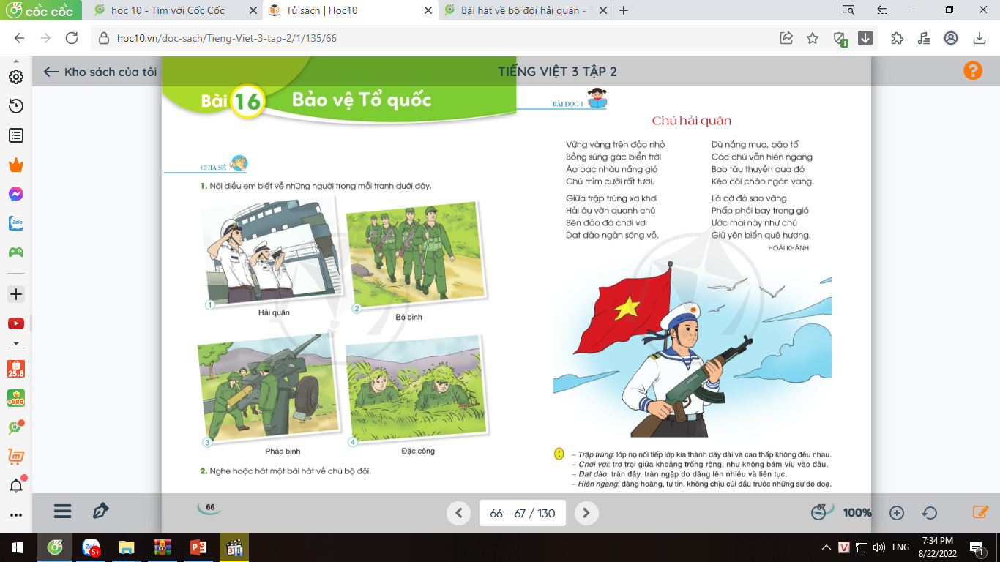 cốc cốc
hoc 10 - Tìm với Cốc Cốc
Tủ sách | Hoc10
Bài hát về bộ đội hải quân - T
hoc10.vn/doc-sach/Tieng-Viet-3-tap-2/1/135/66
1
Kho sách của tôi
TIẾNG VIỆT 3 TẬP 2
?
Bài 16 Bảo vệ Tổ quốc
CHIA SẺ
1. Nói điều em biết về những người trong mỗi tranh dưới đây.
1
Hải quân
2
Bộ binh
3
Pháo binh
4
Đặc công
2. Nghe hoặc hát một bài hát về chú bộ đội.
66
BÀI ĐỌC 1
Chú hải quân
Vững vàng trên đảo nhỏ
Bồng súng gác biển trời
Áo bạc nhàu nắng gió
Chú mỉm cười rất tươi.
Giữa trập trùng xa khơi
Hải âu vờn quanh chú
Bên đảo đá chơi vơi
Dạt dào ngàn sóng vỗ.
Dù nắng mưa, bão tố
Các chú vẫn hiên ngang
Bao tàu thuyền qua đó
Kéo còi chào ngân vang.
Lá cờ đỏ sao vàng
Phấp phới bay trong gió
Ước mai này như chú
Giữ yên biển quê hương.
HOÀI KHÁNH
– Trập trùng: lớp nọ nối tiếp lớp kia thành dãy dài và cao thấp không đều nhau.
– Chơi vơi: trơ trọi giữa khoảng trống rộng, như không bám víu vào đâu.
– Dạt dào: tràn đầy, tràn ngập do dâng lên nhiều và liên tục.
– Hiên ngang: đàng hoàng, tự tin, không chịu cúi đầu trước những sự đe doạ.
67
Zalo
25.8
+500
66 - 67 / 130
100%
Zalo
5+
V
ENG
7:34 PM
8/22/2022
1